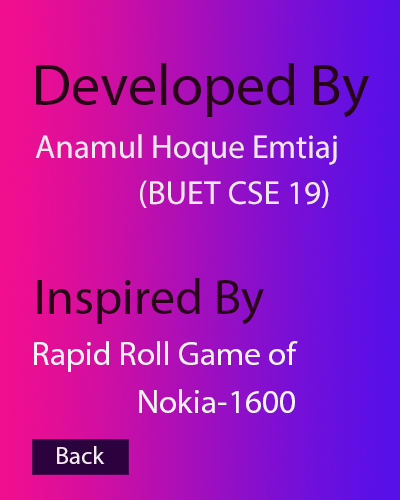 Developed By
Anamul Hoque Emtiaj
(BUET CSE 19)
Inspired By
Rapid Roll Game of
Nokia-1600
Back